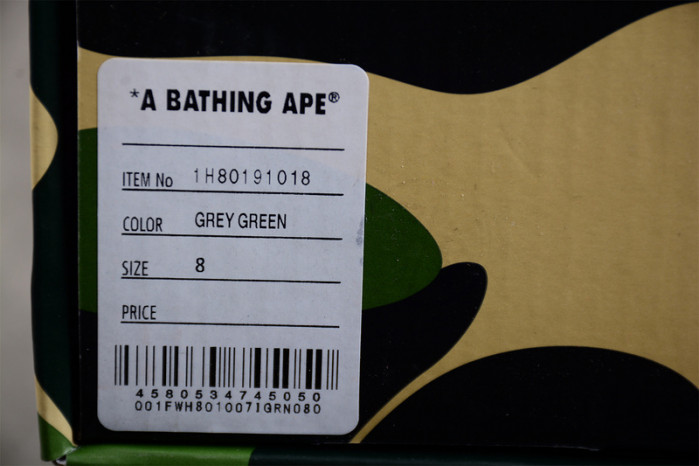 *A BATHING APE®
ITEM No 1H80191018
COLOR GREY GREEN
SIZE 8
PRICE
4580534745050
001FWH801007IGRN080